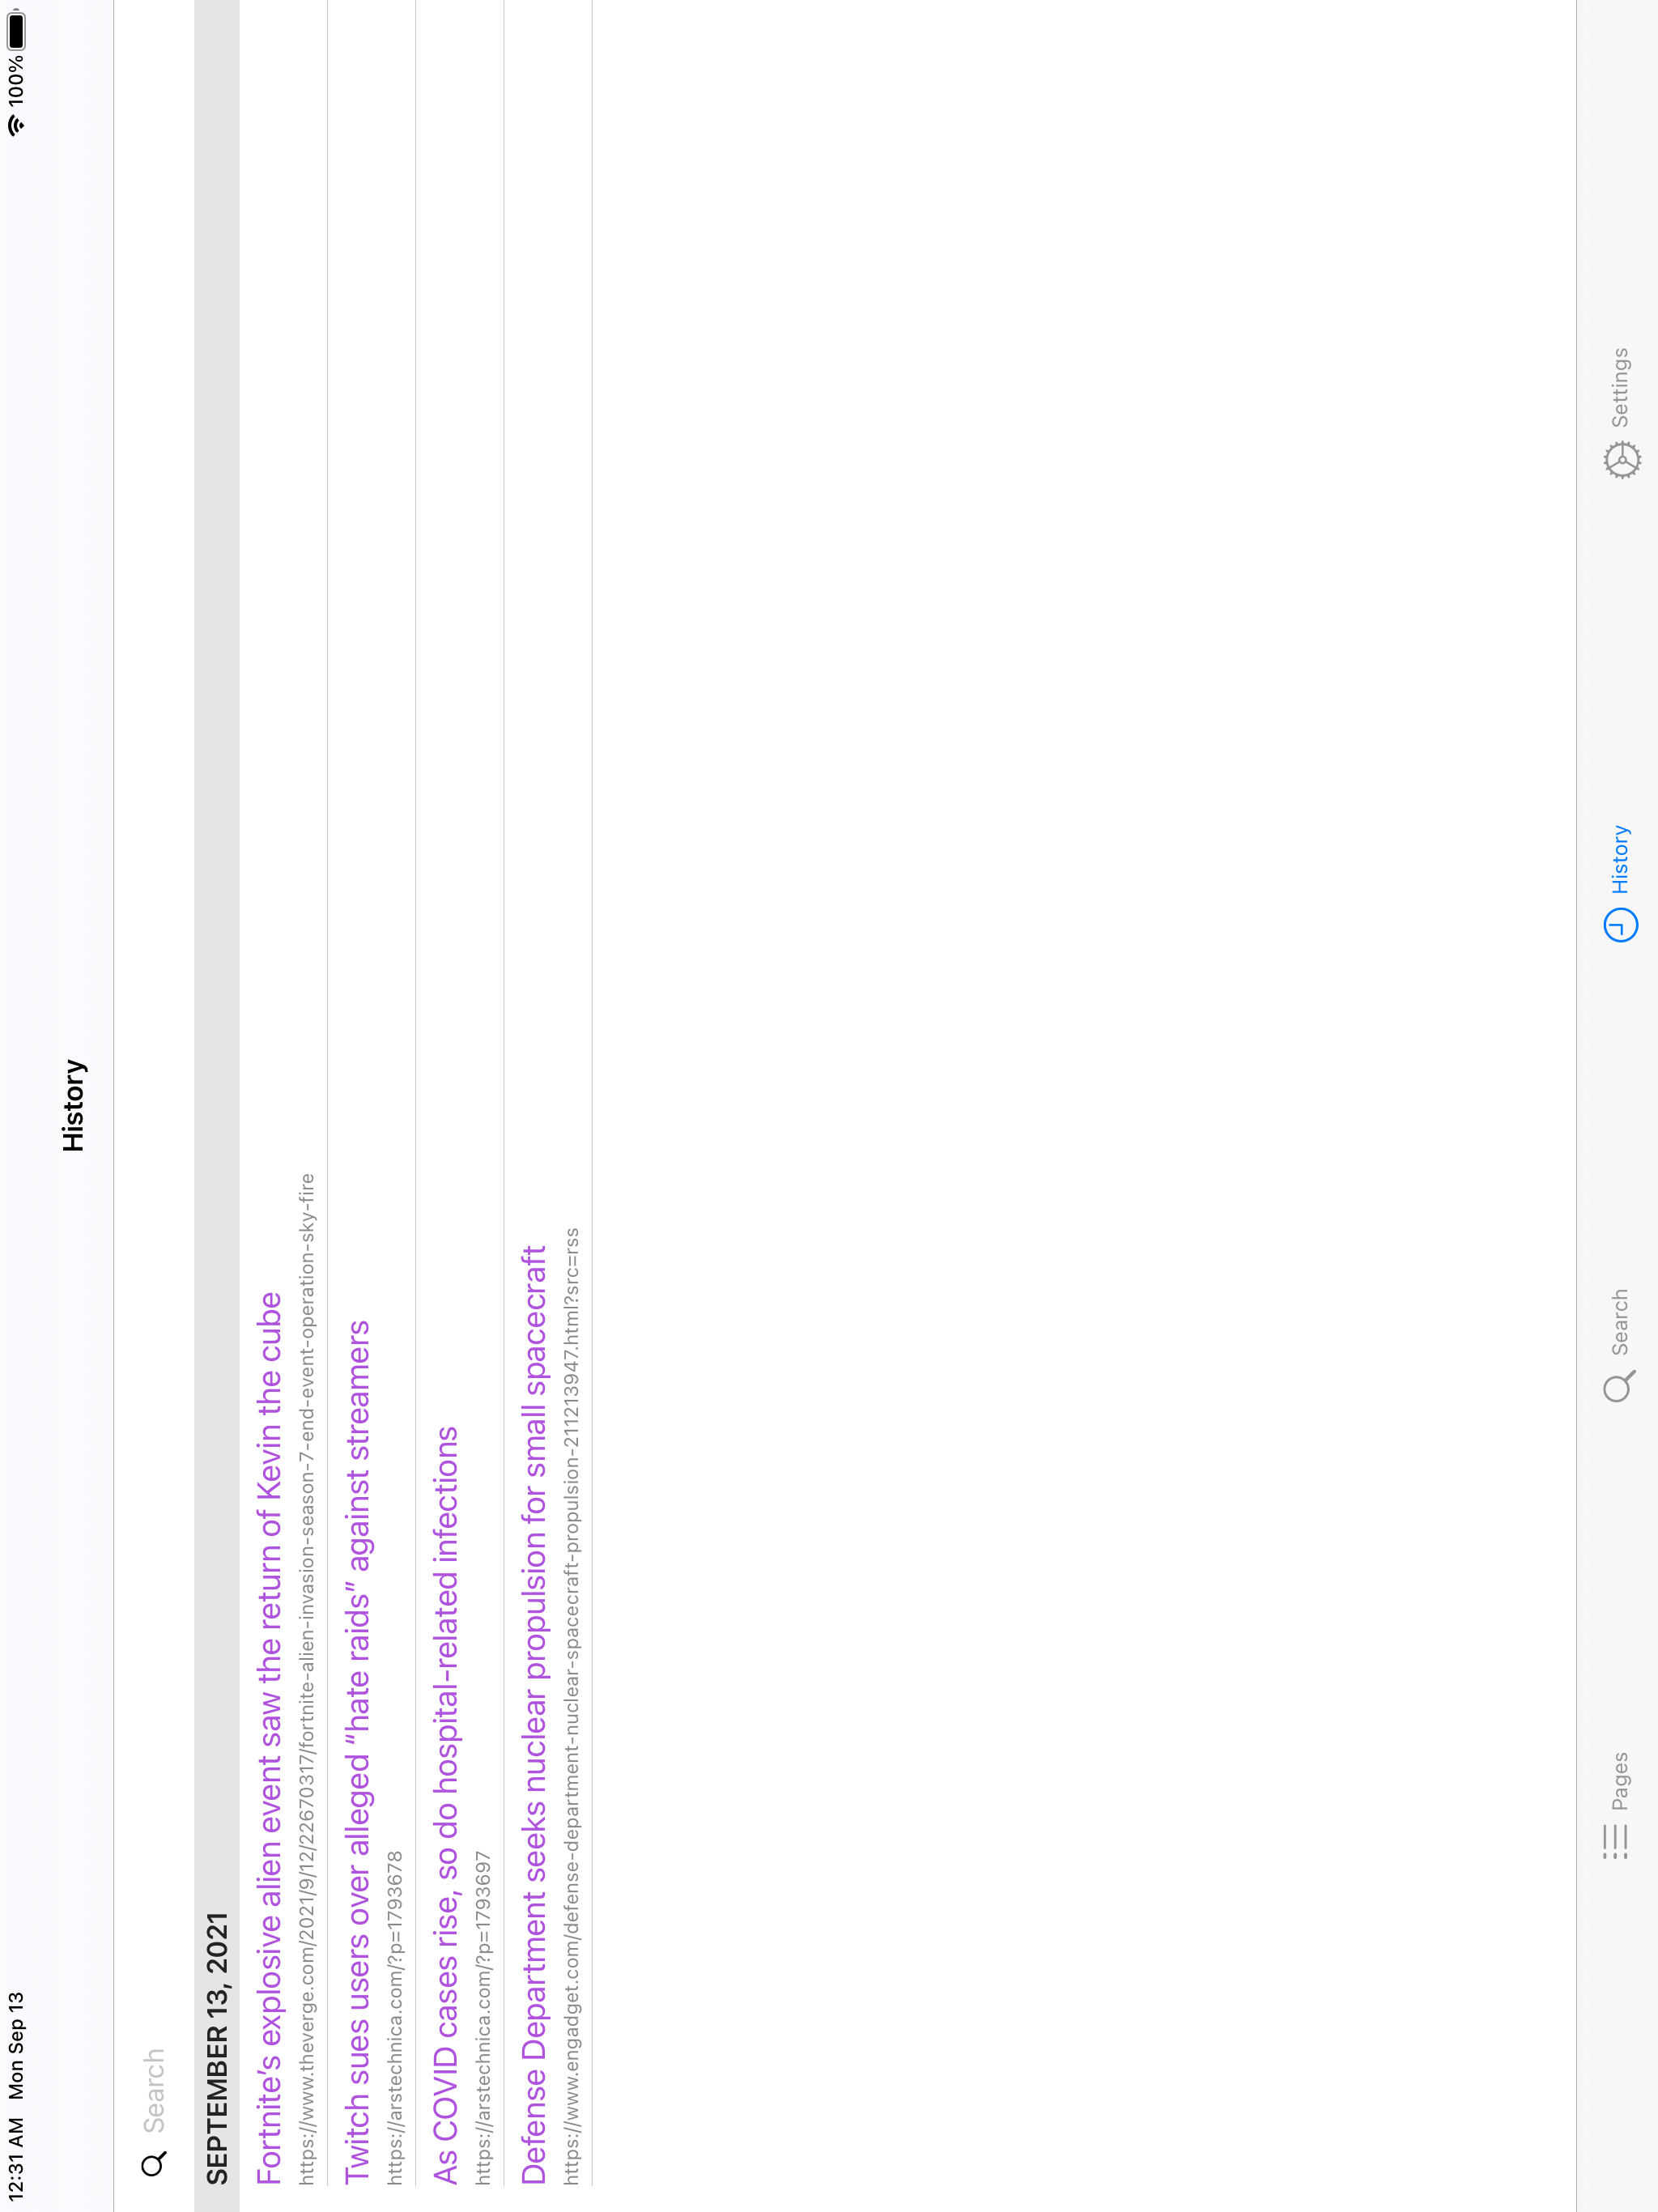 12:31 AM Mon Sep 13
100%
History
Search
SEPTEMBER 13, 2021
Fortnite’s explosive alien event saw the return of Kevin the cube
https://www.theverge.com/2021/9/12/22670317/fortnite-alien-invasion-season-7-end-event-operation-sky-fire
Twitch sues users over alleged “hate raids” against streamers
https://arstechnica.com/?p=1793678
As COVID cases rise, so do hospital-related infections
https://arstechnica.com/?p=1793697
Defense Department seeks nuclear propulsion for small spacecraft
https://www.engadget.com/defense-department-nuclear-spacecraft-propulsion-211213947.html?src=rss
Pages
Search
History
Settings